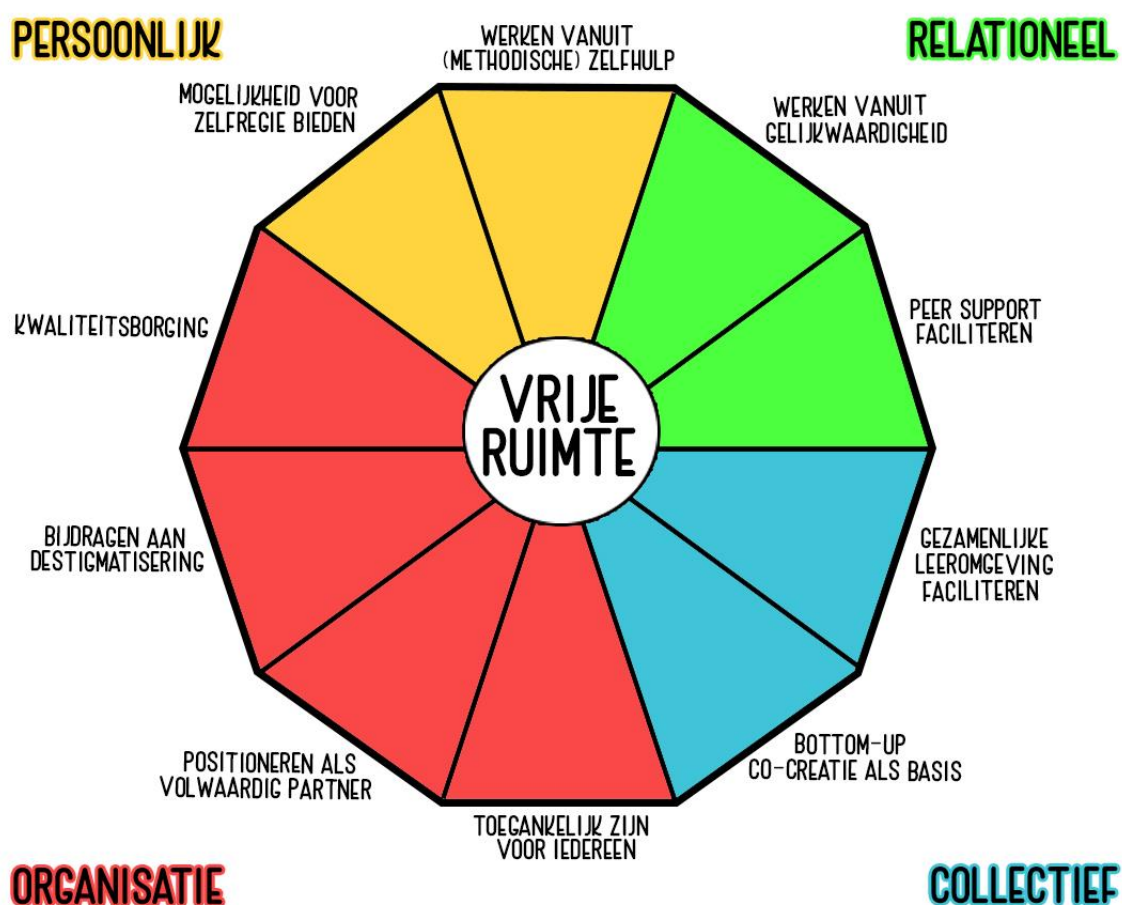 PERSOONLIJK
RELATIONEEL
WERKEN VANUIT
(METHODISCHE) ZELFHULP
MOGELIJKHEID VOOR
ZELFREGIE BIEDEN
WERKEN VANUIT
GELIJKWAARDIGHEID
KWALITEITSBORGING
PEER SUPPORT
FACILITEREN
VRIJE
RUIMTE
BIJDRAGEN AAN
DESTIGMATISERING
GEZAMENLIJKE
LEEROMGEVING
FACILITEREN
POSITIONEREN ALS
VOLWAARDIG PARTNER
BOTTOM-UP
CO-CREATIE ALS BASIS
TOEGANKELIJK ZIJN
VOOR IEDEREEN
ORGANISATIE
COLLECTIEF